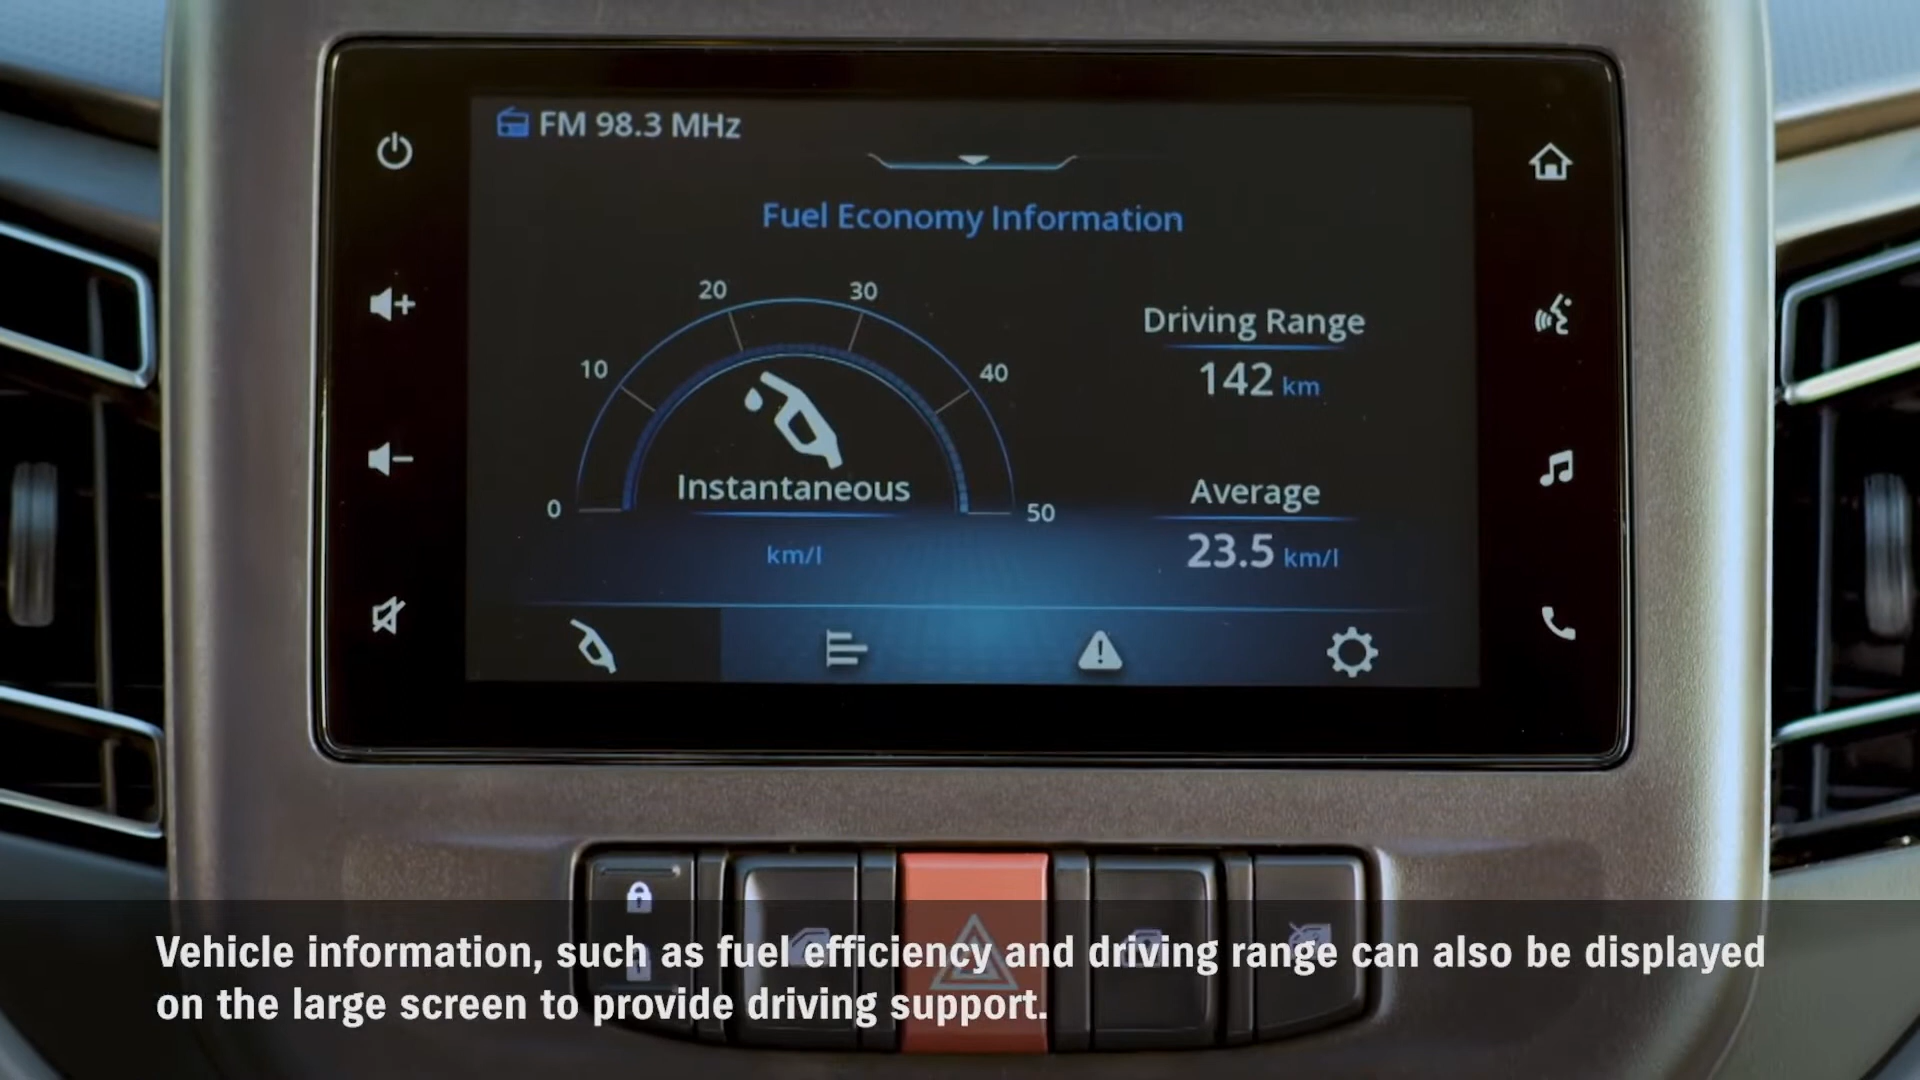 FM 98.3 MHz
Fuel Economy Information
20
30
10
40
0
50
Instantaneous
km/l
Driving Range
142 km
Average
23.5 km/l
Vehicle information, such as fuel efficiency and driving range can also be displayed
on the large screen to provide driving support.